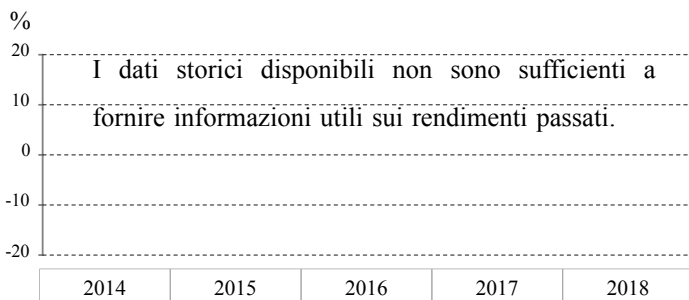 %
20
I dati storici disponibili non sono sufficienti a
10
fornire informazioni utili sui rendimenti passati.
0
-10
-20
2014 2015 2016 2017 2018